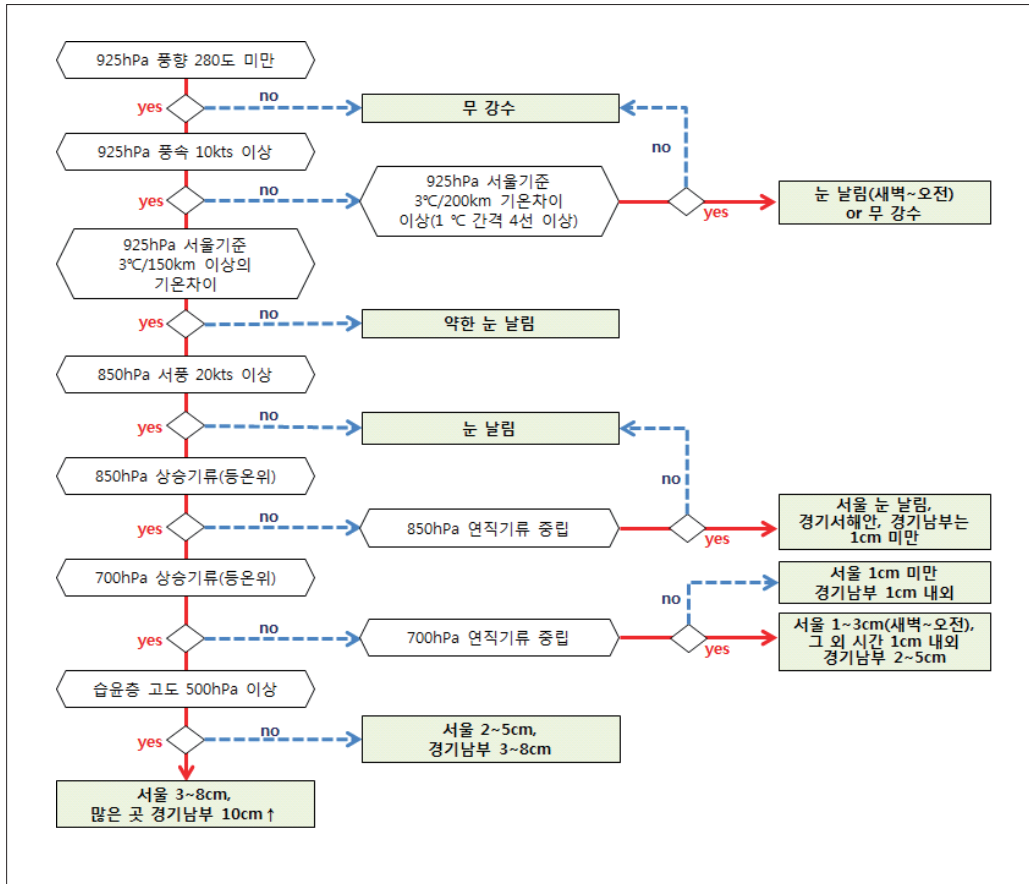 925hPa 풍향 280도 미만
yes
no
무 강수
925hPa 풍속 10kts 이상
yes
no
925hPa 서울기준
3℃/200km 기온차이
이상(1 ℃ 간격 4선 이상)
no
yes
눈 날림(새벽~오전)
or 무 강수
925hPa 서울기준
3℃/150km 이상의
기온차이
yes
no
약한 눈 날림
850hPa 서풍 20kts 이상
yes
no
눈 날림
850hPa 상승기류(등온위)
yes
no
850hPa 연직기류 중립
no
yes
서울 눈 날림,
경기서해안, 경기남부는
1cm 미만
700hPa 상승기류(등온위)
yes
no
700hPa 연직기류 중립
no
서울 1cm 미만
경기남부 1cm 내외
yes
서울 1~3cm(새벽~오전),
그 외 시간 1cm 내외
경기남부 2~5cm
습윤층 고도 500hPa 이상
yes
no
서울 2~5cm,
경기남부 3~8cm
서울 3~8cm,
많은 곳 경기남부 10cm↑